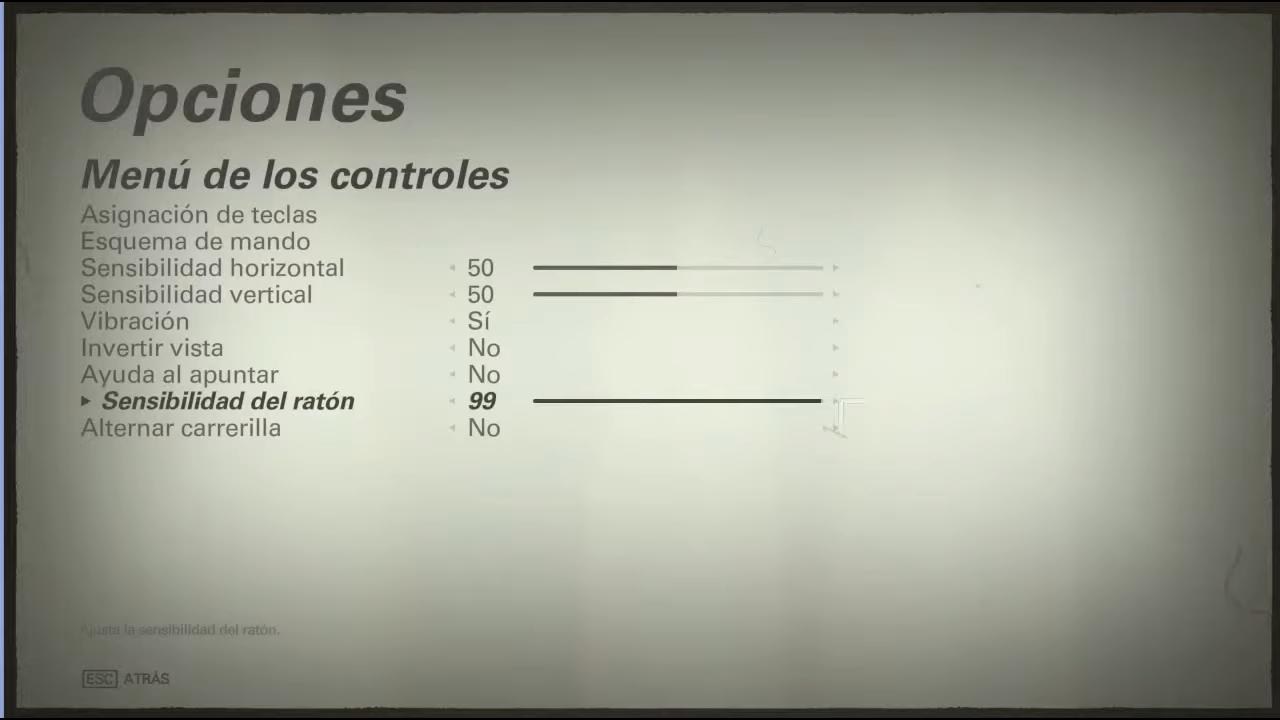 Opciones
Menú de los controles
Asignación de teclas
Esquema de mando
Sensibilidad horizontal 50
Sensibilidad vertical 50
Vibración Sí
Invertir vista No
Ayuda al apuntar No
Sensibilidad del ratón 99
Alternar carrerilla No
Ajusta la sensibilidad del ratón.
ESC ATRÁS